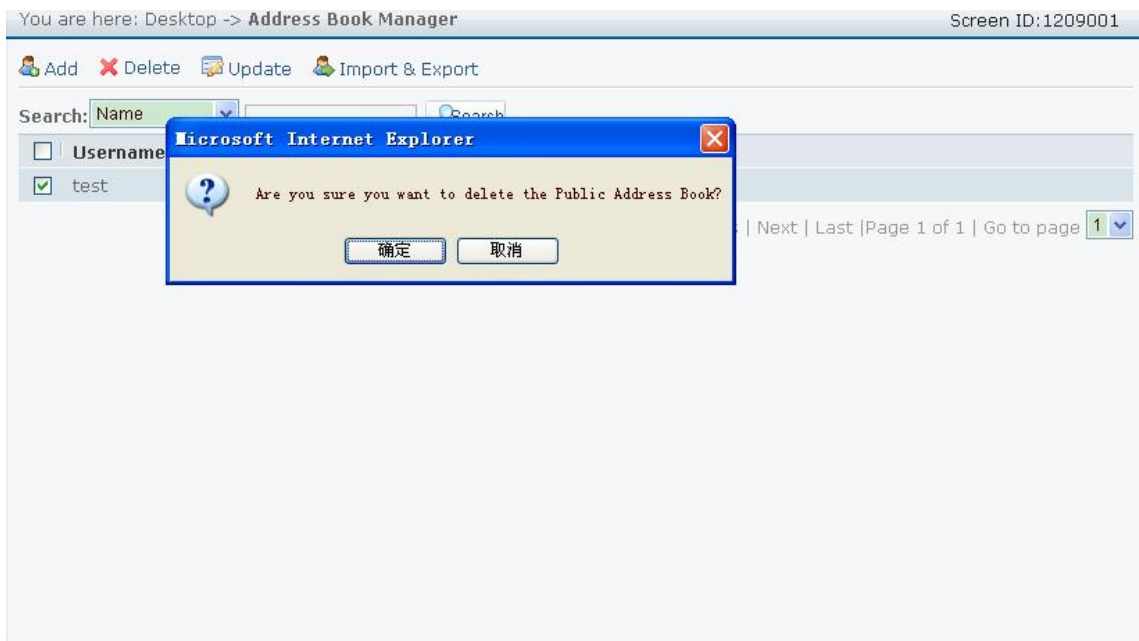 You are here: Desktop -> Address Book Manager Screen ID:1209001
Add Delete Update Import & Export
Search: Name Search
Username
test
Microsoft Internet Explorer
Are you sure you want to delete the Public Address Book?
确定 取消
| Next | Last |Page 1 of 1 | Go to page 1